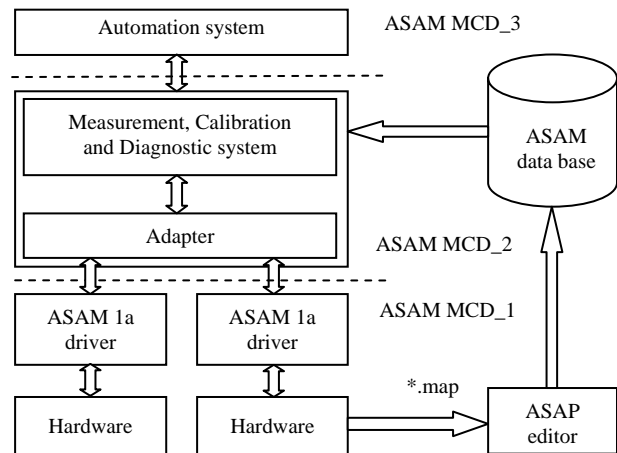 Automation system
ASAM MCD_3
Measurement, Calibration
and Diagnostic system
ASAM
data base
Adapter
ASAM MCD_2
ASAM 1a
driver
ASAM 1a
driver
ASAM MCD_1
*.map
Hardware
Hardware
ASAP
editor